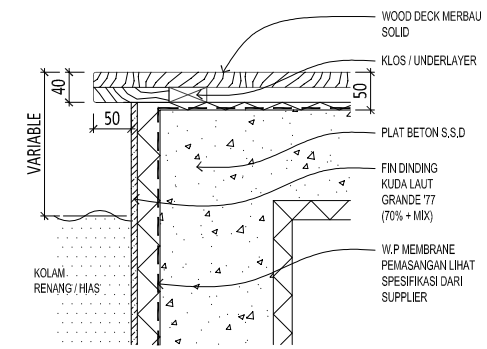 WOOD DECK MERBAU
SOLID
KLOS / UNDERLAYER
40
50
50
VARIABLE
PLAT BETON S,S,D
FIN DINDING
KUDA LAUT
GRANDE '77
(70% + MIX)
W.P MEMBRANE
PEMASANGAN LIHAT
SPESIFIKASI DARI
SUPPLIER
KOLAM
RENANG / HIAS